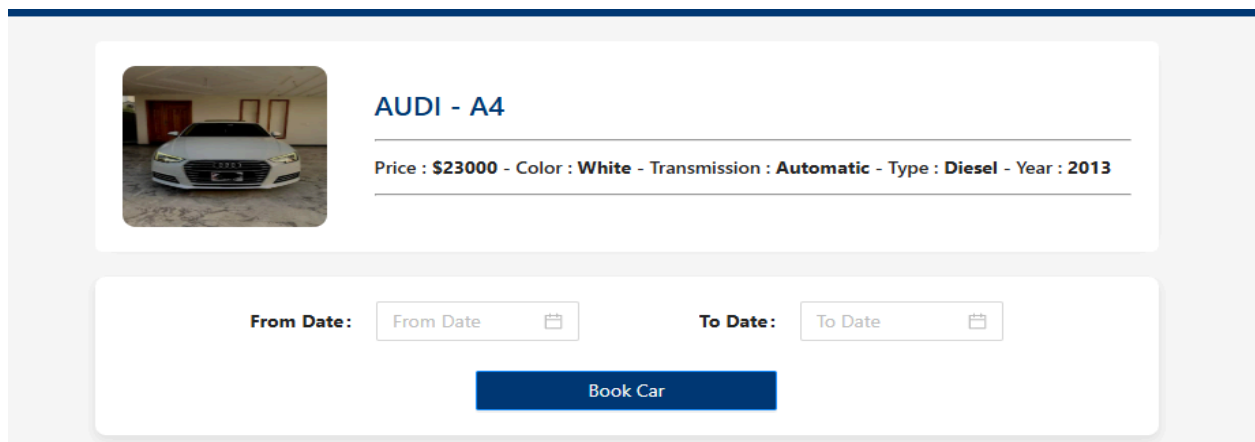 AUDI - A4
Price : $23000 - Color : White - Transmission : Automatic - Type : Diesel - Year : 2013
From Date: From Date To Date: To Date
Book Car